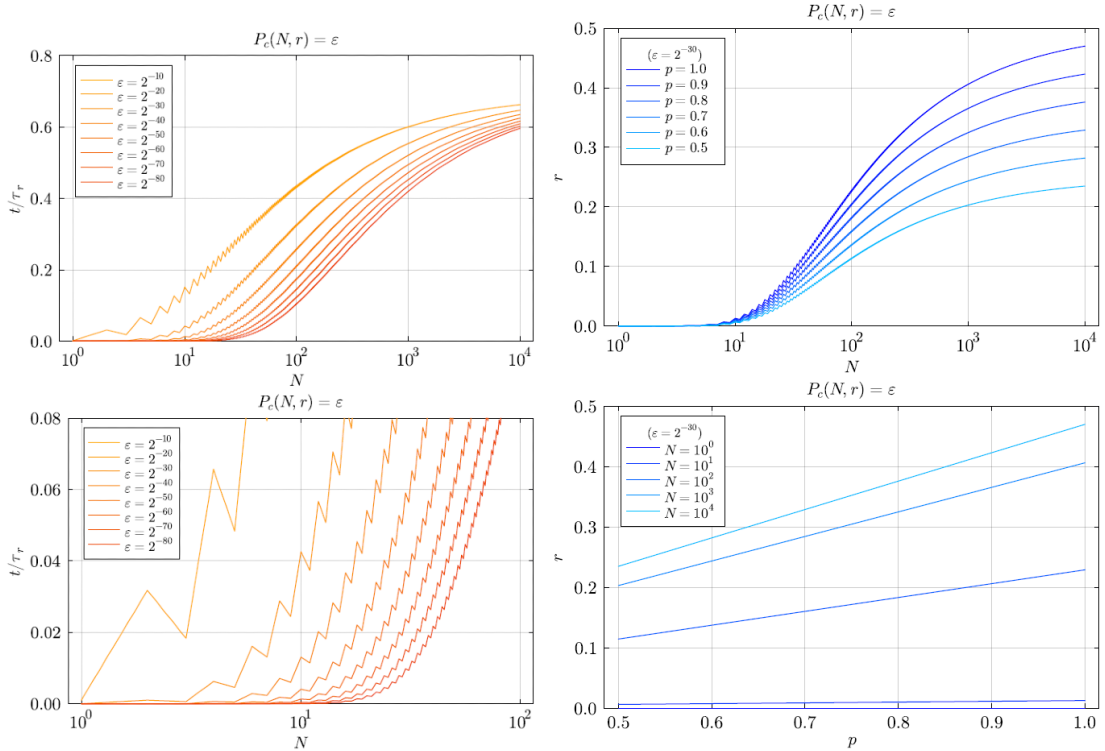 P_c(N, r) = ε
0.8
0.6
0.4
0.2
0.0
t/τ_r
ε = 2^−10
ε = 2^−20
ε = 2^−30
ε = 2^−40
ε = 2^−50
ε = 2^−60
ε = 2^−70
ε = 2^−80
10^0
10^1
10^2
10^3
10^4
N
P_c(N, r) = ε
0.5
0.4
0.3
0.2
0.1
0.0
r
(ε = 2^−30)
p = 1.0
p = 0.9
p = 0.8
p = 0.7
p = 0.6
p = 0.5
10^0
10^1
10^2
10^3
10^4
N
P_c(N, r) = ε
0.08
0.06
0.04
0.02
0.00
t/τ_r
ε = 2^−10
ε = 2^−20
ε = 2^−30
ε = 2^−40
ε = 2^−50
ε = 2^−60
ε = 2^−70
ε = 2^−80
10^0
10^1
10^2
N
P_c(N, r) = ε
0.5
0.4
0.3
0.2
0.1
0.0
r
(ε = 2^−30)
N = 10^0
N = 10^1
N = 10^2
N = 10^3
N = 10^4
0.5
0.6
0.7
0.8
0.9
1.0
p